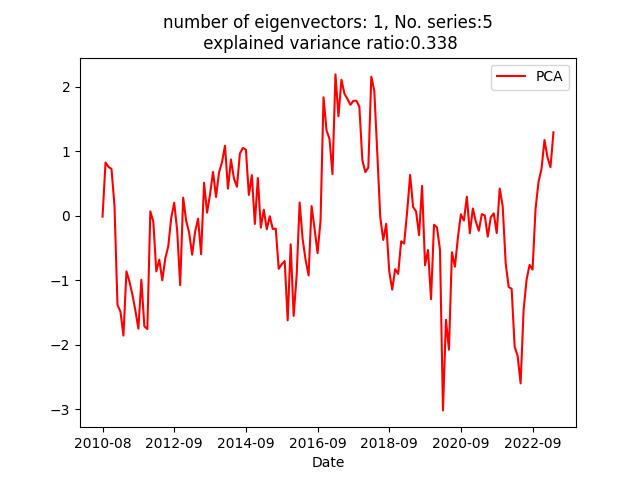 number of eigenvectors: 1, No. series:5
explained variance ratio:0.338
PCA
2
1
0
−1
−2
−3
2010-08 2012-09 2014-09 2016-09 2018-09 2020-09 2022-09
Date